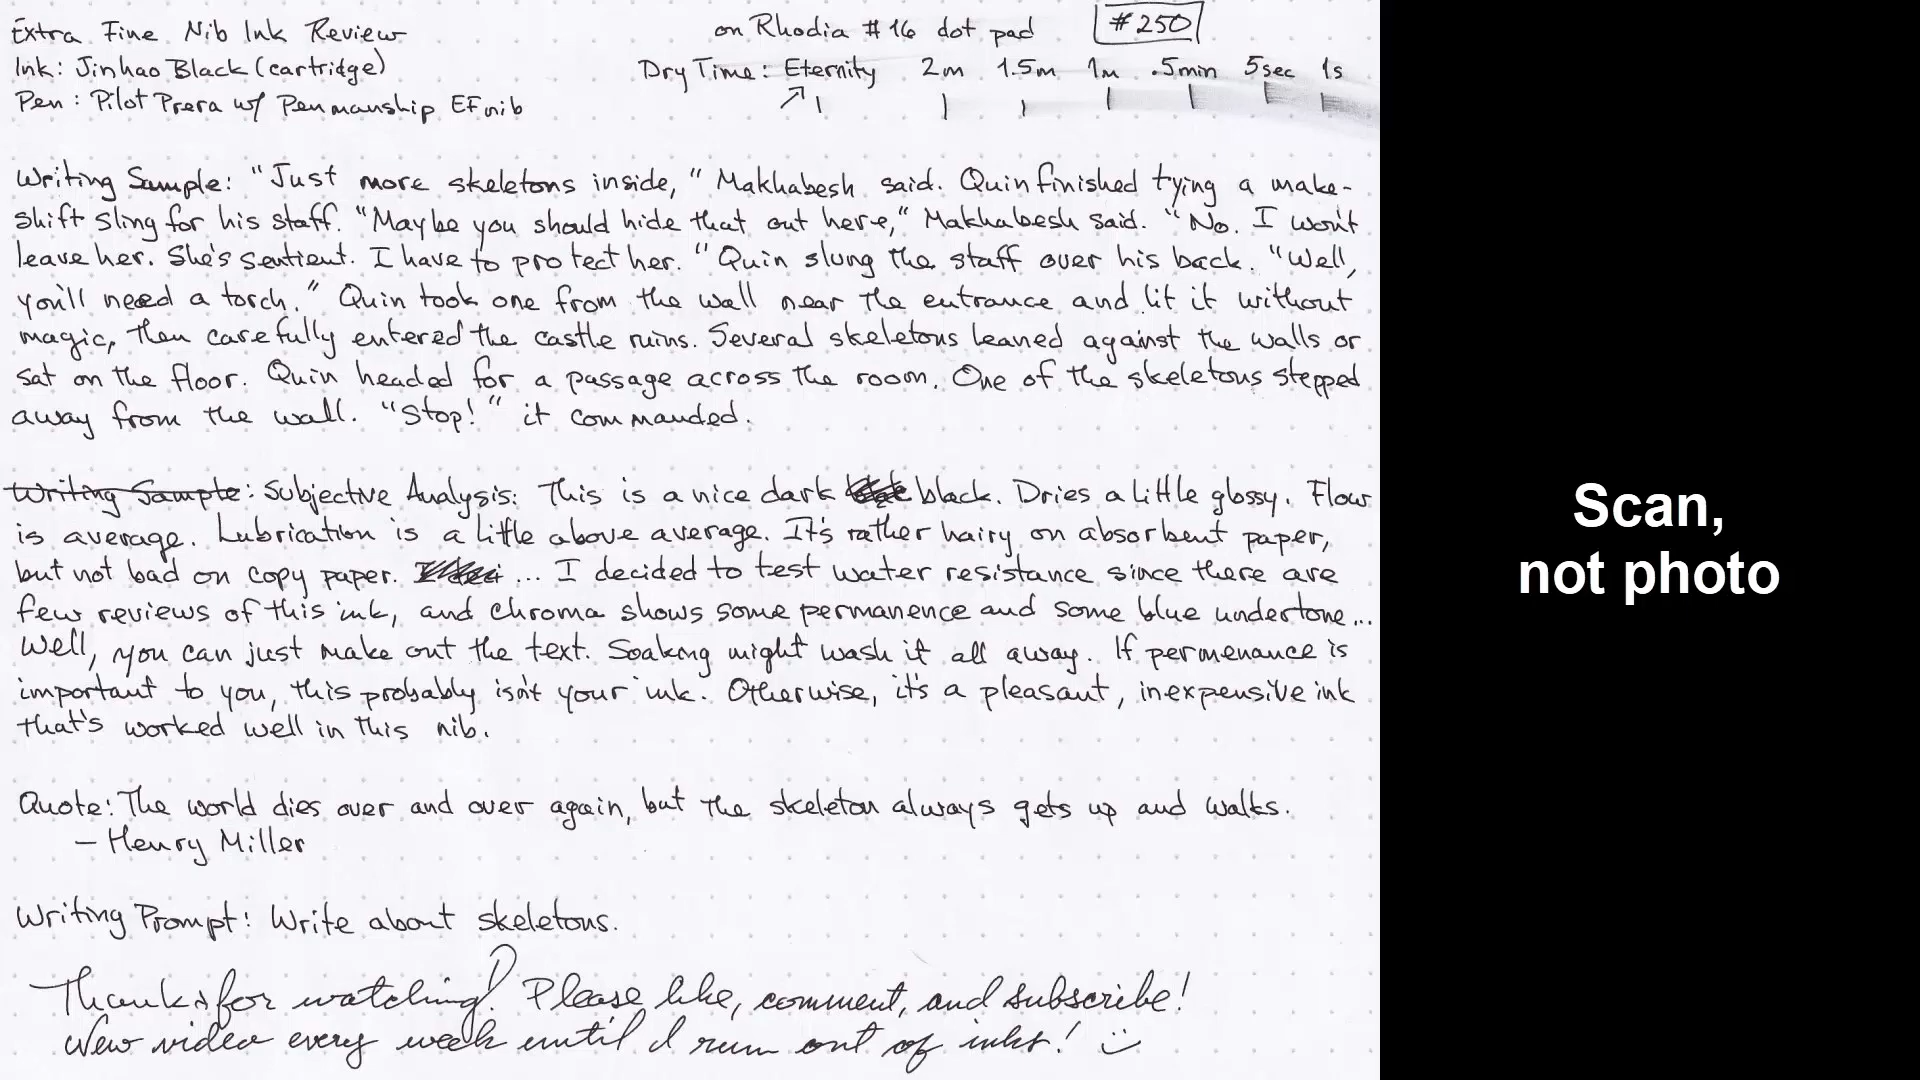 Extra Fine Nib Ink Review
on Rhodia #16 dot pad
#250
Ink: Jinhao Black (cartridge)
Dry Time: Eternity 2m 1.5m 1m .5min 5sec 1s
Pen: Pilot Prera w/ Penmanship EF nib
Writing Sample: "Just more skeletons inside," Makhabesh said. Quin finished tying a make-
shift sling for his staff. "Maybe you should hide that out here," Makhabesh said. "No. I won't
leave her. She's sentient. I have to protect her." Quin slung the staff over his back. "Well,
you'll need a torch." Quin took one from the wall near the entrance and lit it without
magic, then carefully entered the castle ruins. Several skeletons leaned against the walls or
sat on the floor. Quin headed for a passage across the room. One of the skeletons stepped
away from the wall. "Stop!" it commanded.
Writing Sample: Subjective Analysis: This is a nice dark black. Dries a little glossy. Flow
is average. Lubrication is a little above average. It's rather hairy on absorbent paper,
but not bad on copy paper. ... I decided to test water resistance since there are
few reviews of this ink, and chroma shows some permanence and some blue undertone...
Well, you can just make out the text. Soaking might wash it all away. If permenance is
important to you, this probably isn't your ink. Otherwise, it's a pleasant, inexpensive ink
that's worked well in this nib.
Quote: The world dies over and over again, but the skeleton always gets up and walks.
— Henry Miller
Writing Prompt: Write about skeletons.
Thanks for watching! Please like, comment, and subscribe!
New video every week until I run out of inks! :)
Scan,
not photo